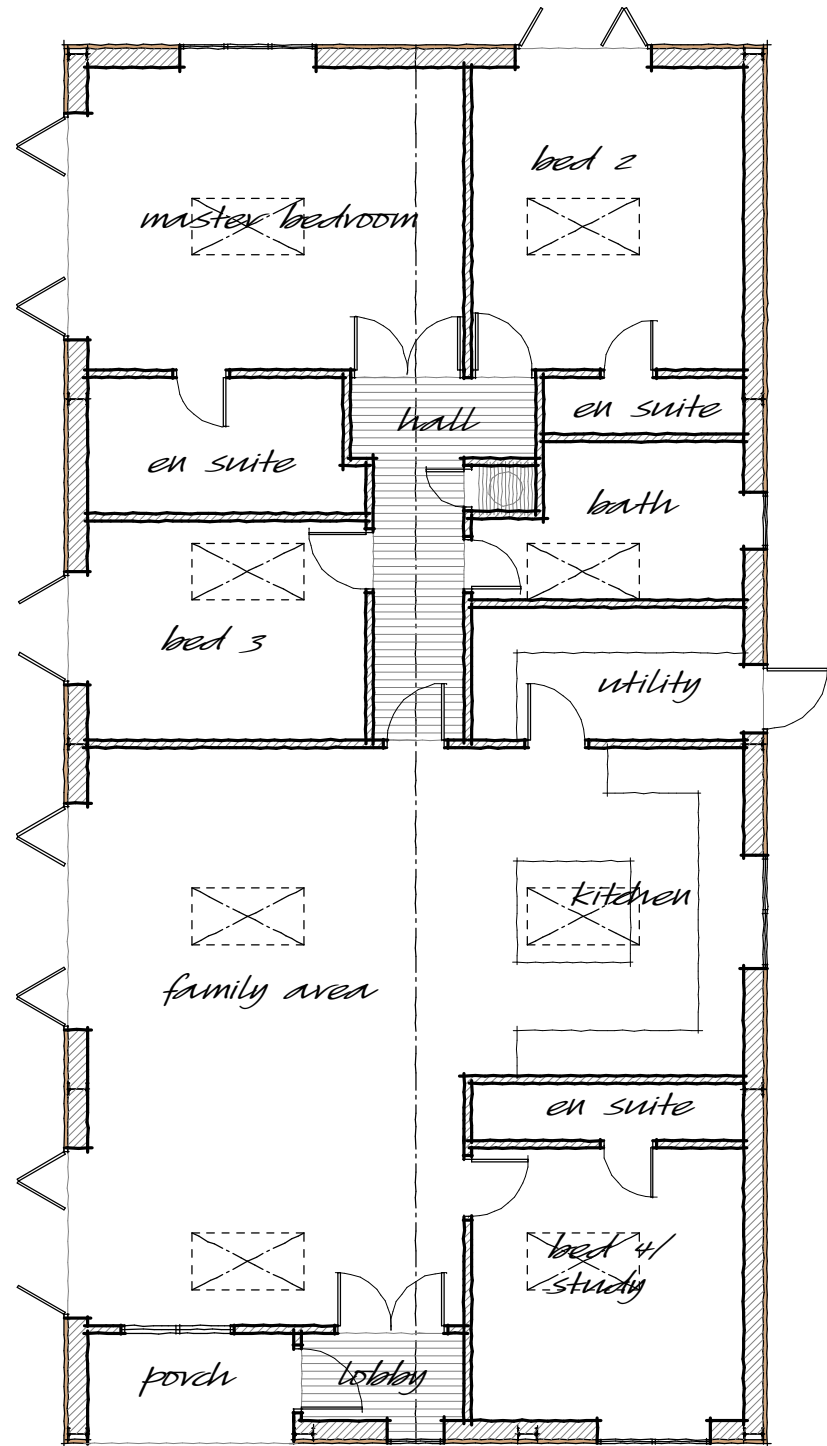 bed 2
master bedroom
hall
en suite
en suite
bath
bed 3
utility
kitchen
family area
en suite
bed 4/
study
porch
lobby